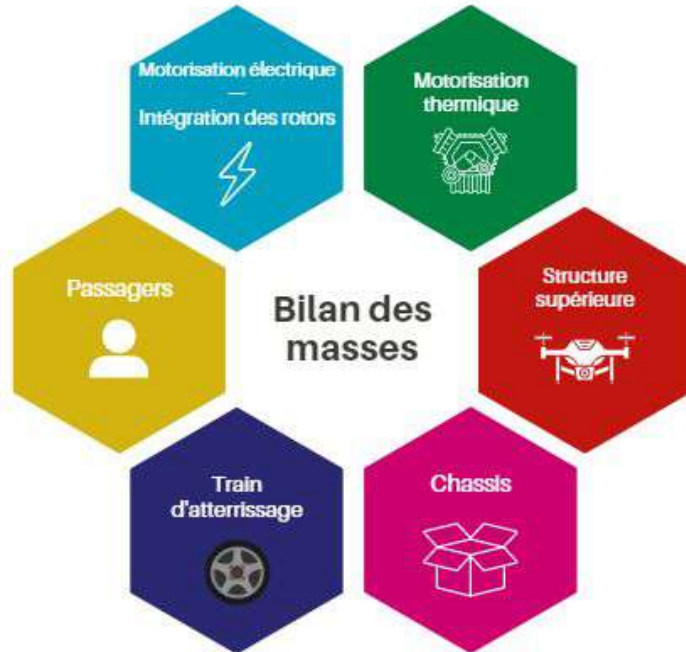 Motorisation électrique
—
Intégration des rotors
Motorisation
thermique
Passagers
Bilan des
masses
Structure
supérieure
Train
d'atterrissage
Chassis